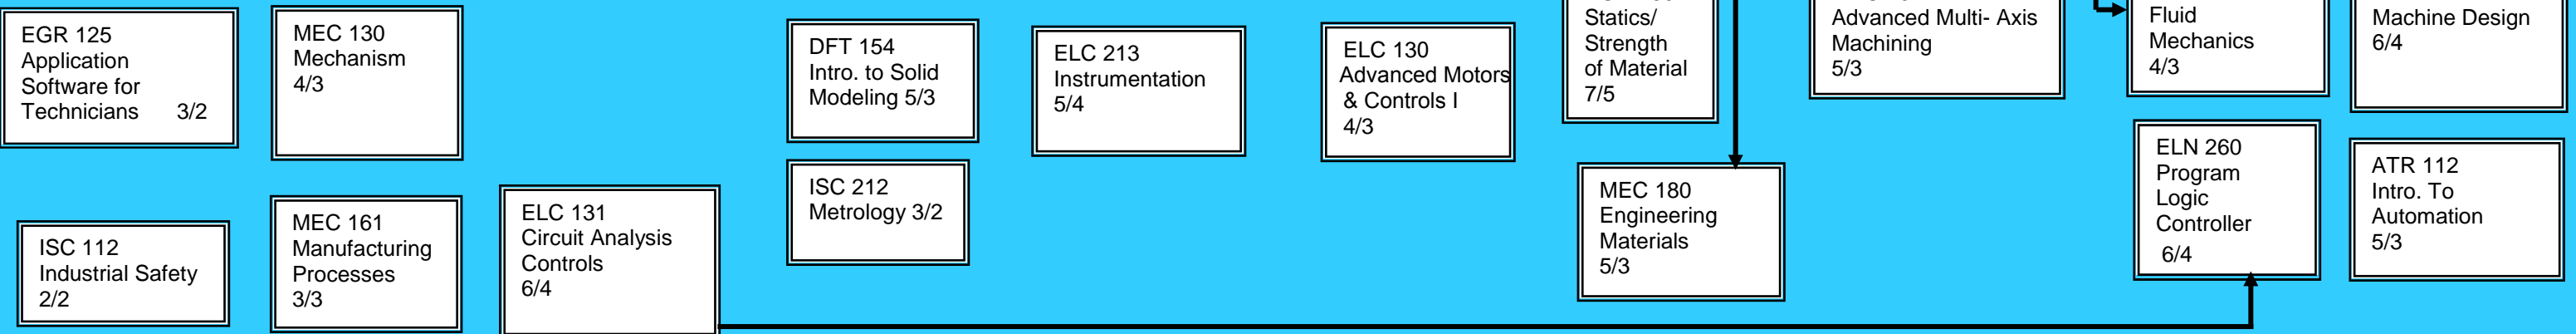 EGR 125
Application
Software for
Technicians 3/2
MEC 130
Mechanism
4/3
DFT 154
Intro. to Solid
Modeling 5/3
ELC 213
Instrumentation
5/4
ELC 130
Advanced Motors
& Controls I
4/3
Statics/
Strength
of Material
7/5
Advanced Multi- Axis
Machining
5/3
Fluid
Mechanics
4/3
Machine Design
6/4
ISC 112
Industrial Safety
2/2
MEC 161
Manufacturing
Processes
3/3
ELC 131
Circuit Analysis
Controls
6/4
ISC 212
Metrology 3/2
MEC 180
Engineering
Materials
5/3
ELN 260
Program
Logic
Controller
6/4
ATR 112
Intro. To
Automation
5/3